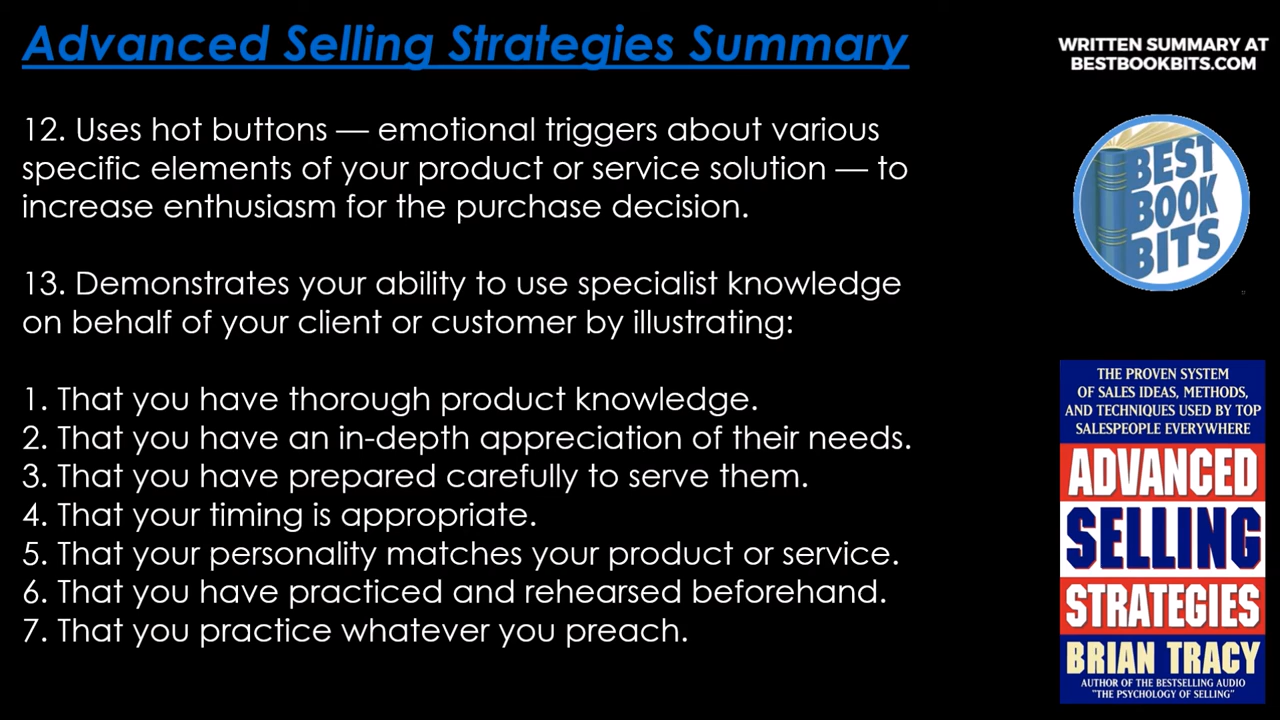 Advanced Selling Strategies Summary
WRITTEN SUMMARY AT
BESTBOOKBITS.COM
12. Uses hot buttons — emotional triggers about various
specific elements of your product or service solution — to
increase enthusiasm for the purchase decision.
13. Demonstrates your ability to use specialist knowledge
on behalf of your client or customer by illustrating:
1. That you have thorough product knowledge.
2. That you have an in-depth appreciation of their needs.
3. That you have prepared carefully to serve them.
4. That your timing is appropriate.
5. That your personality matches your product or service.
6. That you have practiced and rehearsed beforehand.
7. That you practice whatever you preach.
BEST
BOOK
BITS
THE PROVEN SYSTEM
OF SALES IDEAS, METHODS,
AND TECHNIQUES USED BY TOP
SALESPEOPLE EVERYWHERE
ADVANCED
SELLING
STRATEGIES
BRIAN TRACY
AUTHOR OF THE BESTSELLING AUDIO
"THE PSYCHOLOGY OF SELLING"